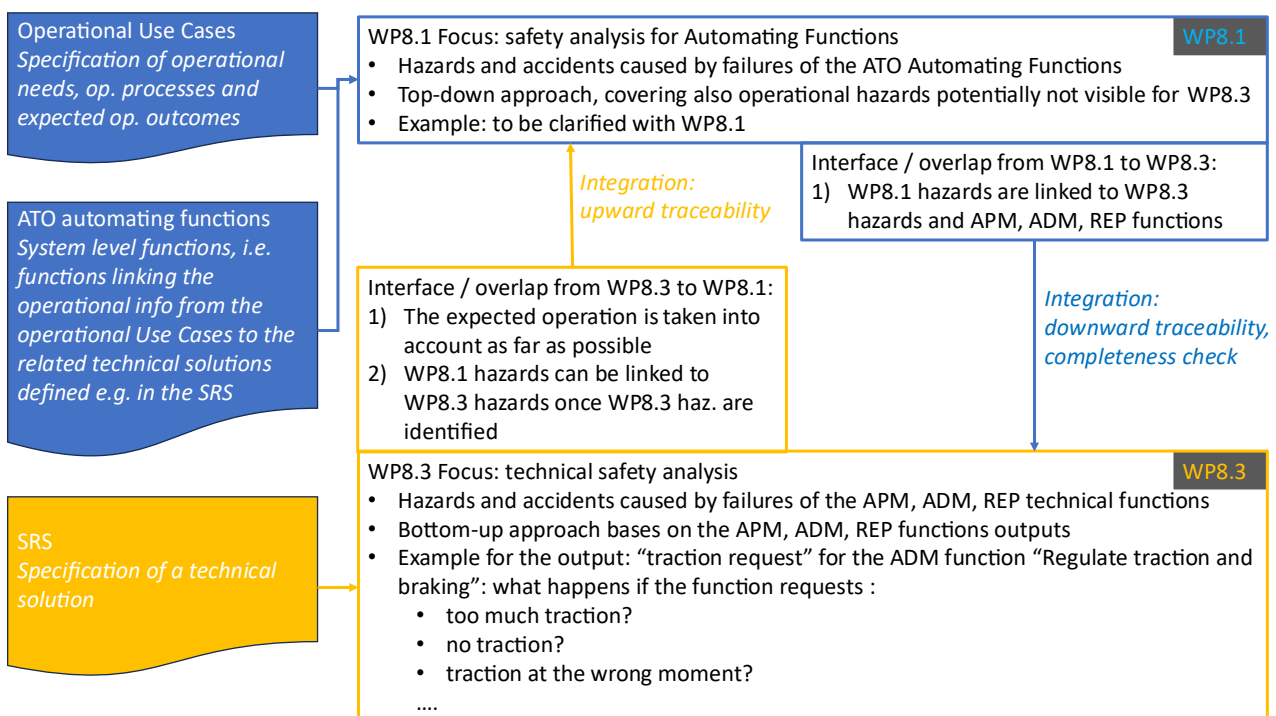 Operational Use Cases
Specification of operational
needs, op. processes and
expected op. outcomes
ATO automating functions
System level functions, i.e.
functions linking the
operational info from the
operational Use Cases to the
related technical solutions
defined e.g. in the SRS
SRS
Specification of a technical
solution
WP8.1 Focus: safety analysis for Automating Functions
WP8.1
• Hazards and accidents caused by failures of the ATO Automating Functions
• Top-down approach, covering also operational hazards potentially not visible for WP8.3
• Example: to be clarified with WP8.1
Interface / overlap from WP8.1 to WP8.3:
1) WP8.1 hazards are linked to WP8.3
hazards and APM, ADM, REP functions
Integration:
upward traceability
Interface / overlap from WP8.3 to WP8.1:
1) The expected operation is taken into
account as far as possible
2) WP8.1 hazards can be linked to
WP8.3 hazards once WP8.3 haz. are
identified
Integration:
downward traceability,
completeness check
WP8.3 Focus: technical safety analysis
WP8.3
• Hazards and accidents caused by failures of the APM, ADM, REP technical functions
• Bottom-up approach bases on the APM, ADM, REP functions outputs
• Example for the output: “traction request” for the ADM function “Regulate traction and
braking”: what happens if the function requests :
• too much traction?
• no traction?
• traction at the wrong moment?
....